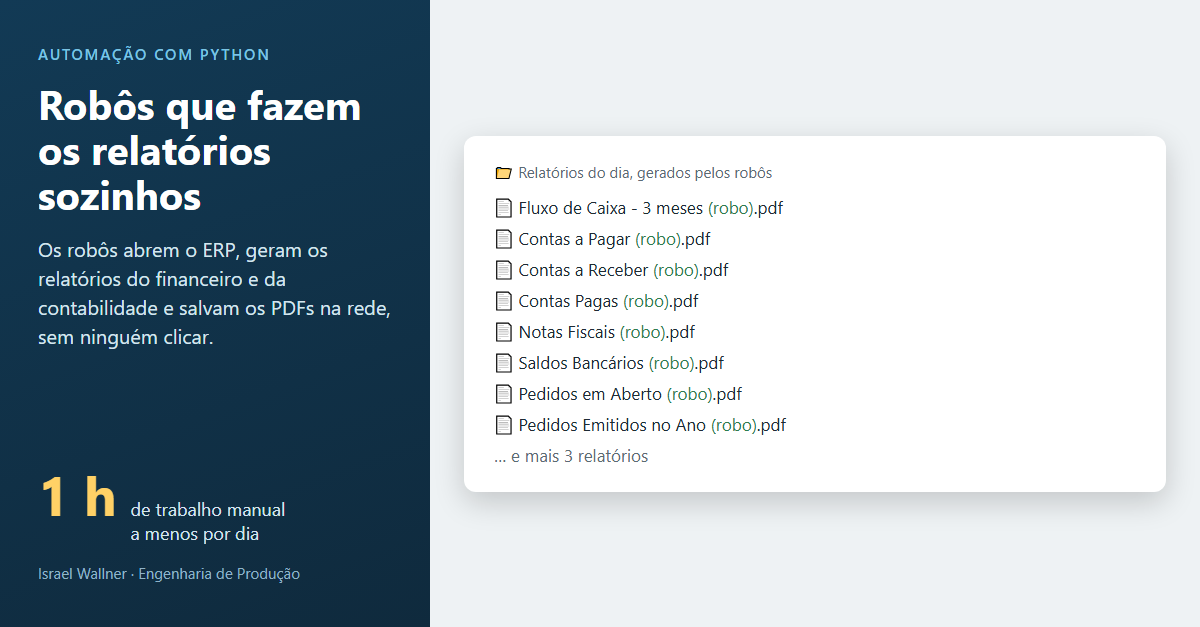 AUTOMAÇÃO COM PYTHON
Robôs que fazem
os relatórios
sozinhos
Os robôs abrem o ERP, geram os
relatórios do financeiro e da
contabilidade e salvam os PDFs na rede,
sem ninguém clicar.
1 h
de trabalho manual
a menos por dia
Israel Wallner · Engenharia de Produção
Relatórios do dia, gerados pelos robôs
Fluxo de Caixa - 3 meses (robo).pdf
Contas a Pagar (robo).pdf
Contas a Receber (robo).pdf
Contas Pagas (robo).pdf
Notas Fiscais (robo).pdf
Saldos Bancários (robo).pdf
Pedidos em Aberto (robo).pdf
Pedidos Emitidos no Ano (robo).pdf
... e mais 3 relatórios